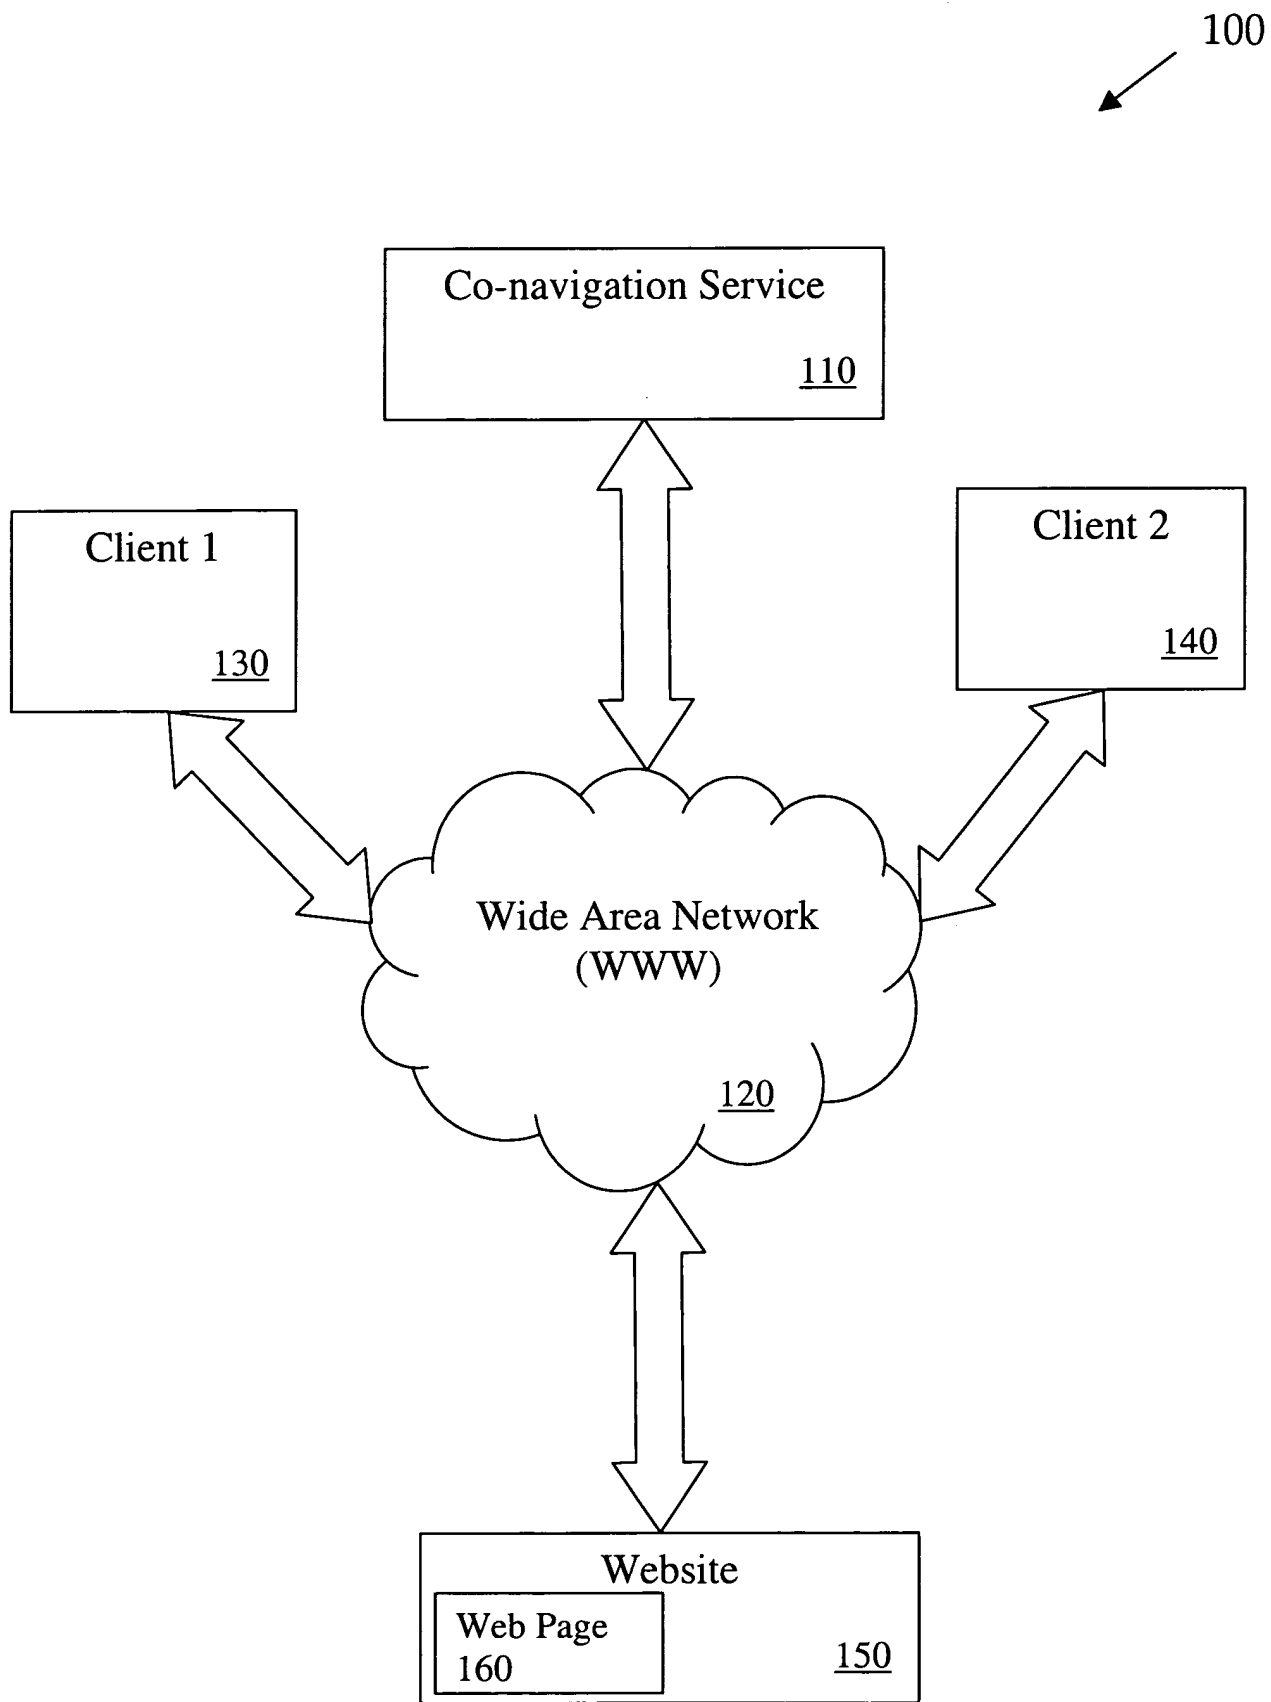 100
Co-navigation Service
110
Client 1
130
Client 2
140
Wide Area Network
(WWW)
120
Website
Web Page
160
150